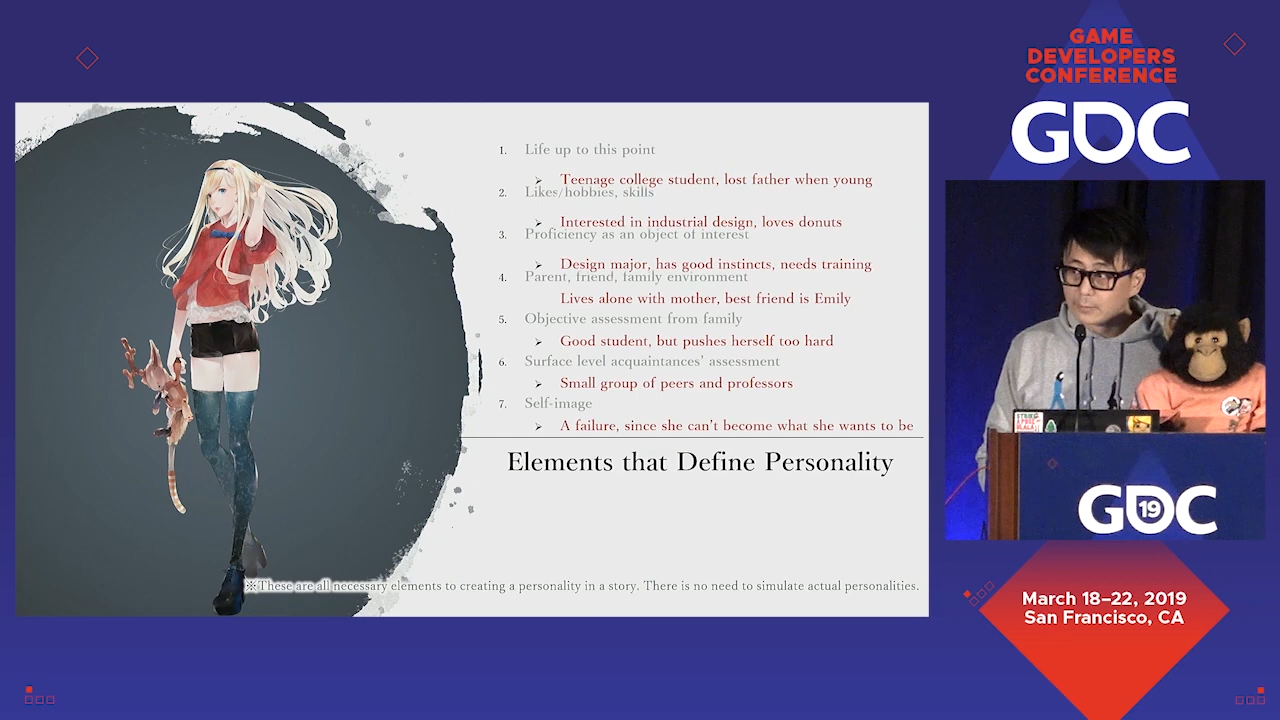 GAME
DEVELOPERS
CONFERENCE
GDC
1. Life up to this point
➢ Teenage college student, lost father when young
2. Likes/hobbies, skills
➢ Interested in industrial design, loves donuts
3. Proficiency as an object of interest
➢ Design major, has good instincts, needs training
4. Parent, friend, family environment
Lives alone with mother, best friend is Emily
5. Objective assessment from family
➢ Good student, but pushes herself too hard
6. Surface level acquaintances' assessment
➢ Small group of peers and professors
7. Self-image
➢ A failure, since she can't become what she wants to be
Elements that Define Personality
※These are all necessary elements to creating a personality in a story. There is no need to simulate actual personalities.
GDC
19
March 18–22, 2019
San Francisco, CA